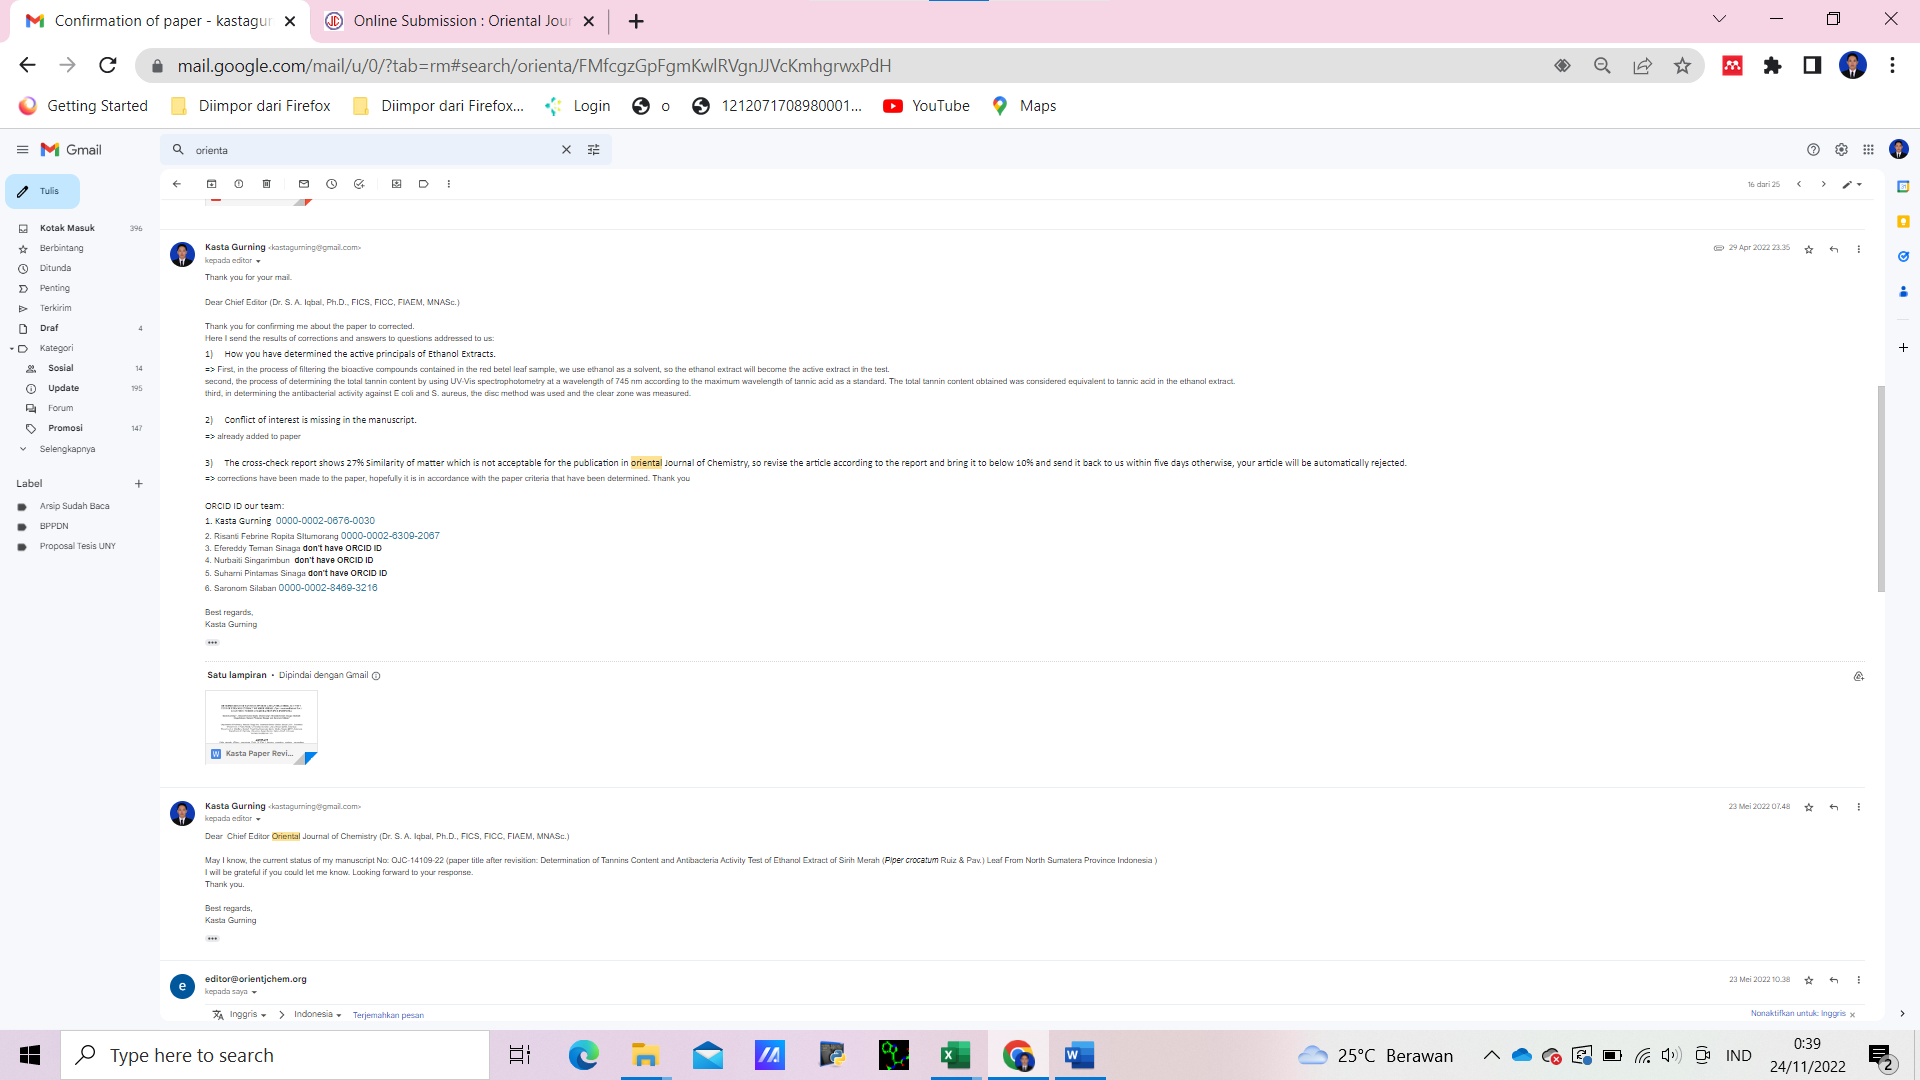 Confirmation of paper - kastagur
Online Submission : Oriental Jour
mail.google.com/mail/u/0/?tab=rm#search/orienta/FMfcgzGpFgmKwlRVgnJJVcKmhgrwxPdH
Getting Started
Diimpor dari Firefox
Diimpor dari Firefox...
Login
o
1212071708980001...
YouTube
Maps
Gmail
orienta
Tulis
16 dari 25
Kotak Masuk 396
Berbintang
Ditunda
Penting
Terkirim
Draf 4
Kategori
Sosial 14
Update 195
Forum
Promosi 147
Selengkapnya
Label
Arsip Sudah Baca
BPPDN
Proposal Tesis UNY
Kasta Gurning <kastagurning@gmail.com>
29 Apr 2022 23.35
kepada editor
Thank you for your mail.
Dear Chief Editor (Dr. S. A. Iqbal, Ph.D., FICS, FICC, FIAEM, MNASc.)
Thank you for confirming me about the paper to corrected.
Here I send the results of corrections and answers to questions addressed to us:
1) How you have determined the active principals of Ethanol Extracts.
=> First, in the process of filtering the bioactive compounds contained in the red betel leaf sample, we use ethanol as a solvent, so the ethanol extract will become the active extract in the test.
second, the process of determining the total tannin content by using UV-Vis spectrophotometry at a wavelength of 745 nm according to the maximum wavelength of tannic acid as a standard. The total tannin content obtained was considered equivalent to tannic acid in the ethanol extract.
third, in determining the antibacterial activity against E coli and S. aureus, the disc method was used and the clear zone was measured.
2) Conflict of interest is missing in the manuscript.
=> already added to paper
3) The cross-check report shows 27% Similarity of matter which is not acceptable for the publication in oriental Journal of Chemistry, so revise the article according to the report and bring it to below 10% and send it back to us within five days otherwise, your article will be automatically rejected.
=> corrections have been made to the paper, hopefully it is in accordance with the paper criteria that have been determined. Thank you
ORCID ID our team:
1. Kasta Gurning 0000-0002-0676-0030
2. Risanti Febrine Ropita SItumorang 0000-0002-6309-2067
3. Efereddy Teman Sinaga don't have ORCID ID
4. Nurbaiti Singarimbun don't have ORCID ID
5. Suharni Pintamas Sinaga don't have ORCID ID
6. Saronom Silaban 0000-0002-8469-3216
Best regards,
Kasta Gurning
Satu lampiran • Dipindai dengan Gmail
Kasta Paper Revi...
Kasta Gurning <kastagurning@gmail.com>
23 Mei 2022 07.48
kepada editor
Dear Chief Editor Oriental Journal of Chemistry (Dr. S. A. Iqbal, Ph.D., FICS, FICC, FIAEM, MNASc.)
May I know, the current status of my manuscript No: OJC-14109-22 (paper title after revisition: Determination of Tannins Content and Antibacteria Activity Test of Ethanol Extract of Sirih Merah (Piper crocatum Ruiz & Pav.) Leaf From North Sumatera Province Indonesia )
I will be grateful if you could let me know. Looking forward to your response.
Thank you.
Best regards,
Kasta Gurning
editor@orientjchem.org
23 Mei 2022 10.38
kepada saya
Inggris > Indonesia Terjemahkan pesan
Nonaktifkan untuk: Inggris x
Type here to search
25°C Berawan
IND
0:39
24/11/2022
2